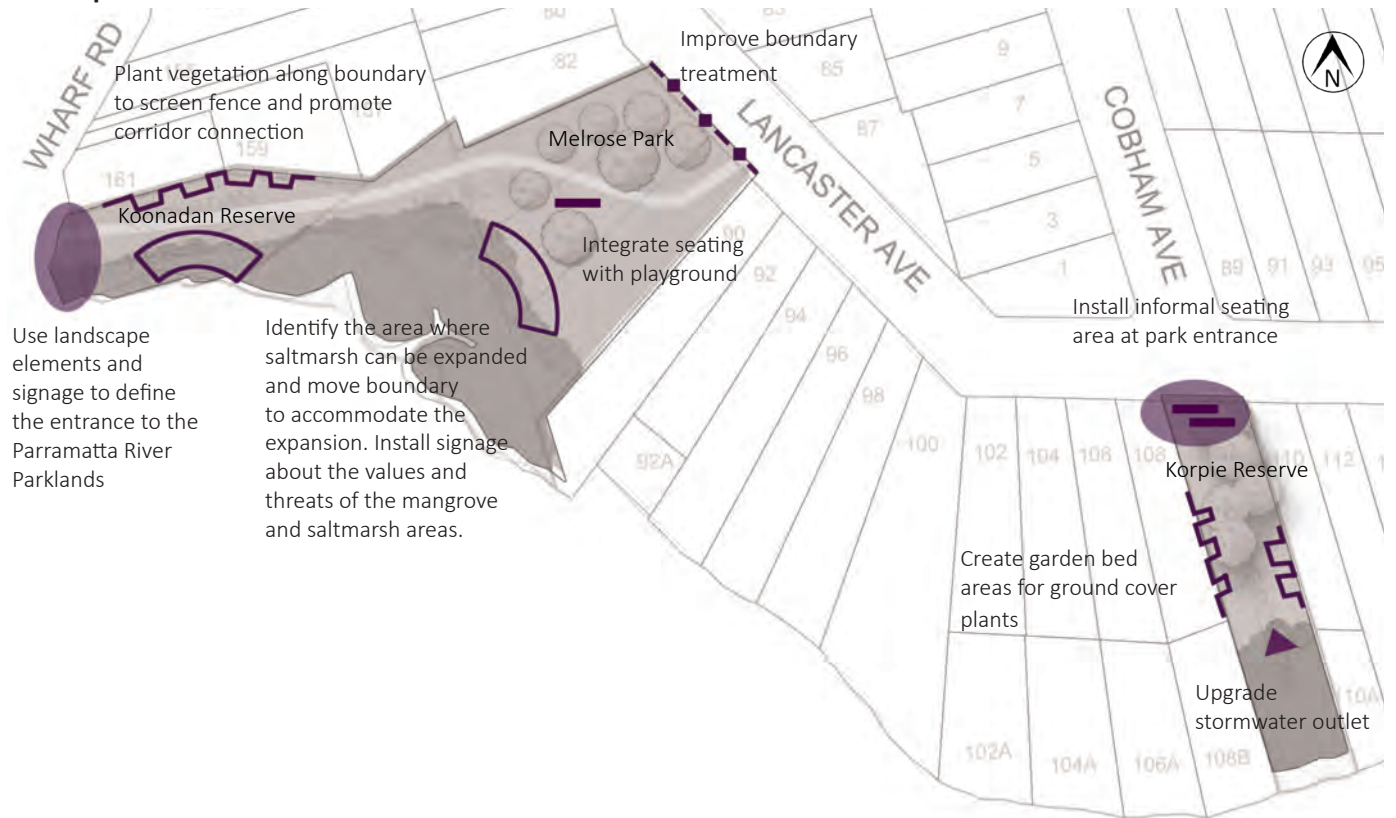 WHARF RD
Plant vegetation along boundary
to screen fence and promote
corridor connection
Improve boundary
treatment
N
80
82
85
87
9
7
5
3
1
LANCASTER AVE
COBHAM AVE
Melrose Park
159
161
Koonadan Reserve
Integrate seating
with playground
90
92
94
96
98
100
92A
89
91
93
95
Use landscape
elements and
signage to define
the entrance to the
Parramatta River
Parklands
Identify the area where
saltmarsh can be expanded
and move boundary
to accommodate the
expansion. Install signage
about the values and
threats of the mangrove
and saltmarsh areas.
Install informal seating
area at park entrance
102
104
106
108
110
112
Korpie Reserve
Create garden bed
areas for ground cover
plants
Upgrade
stormwater outlet
102A
104A
106A
108B
110A